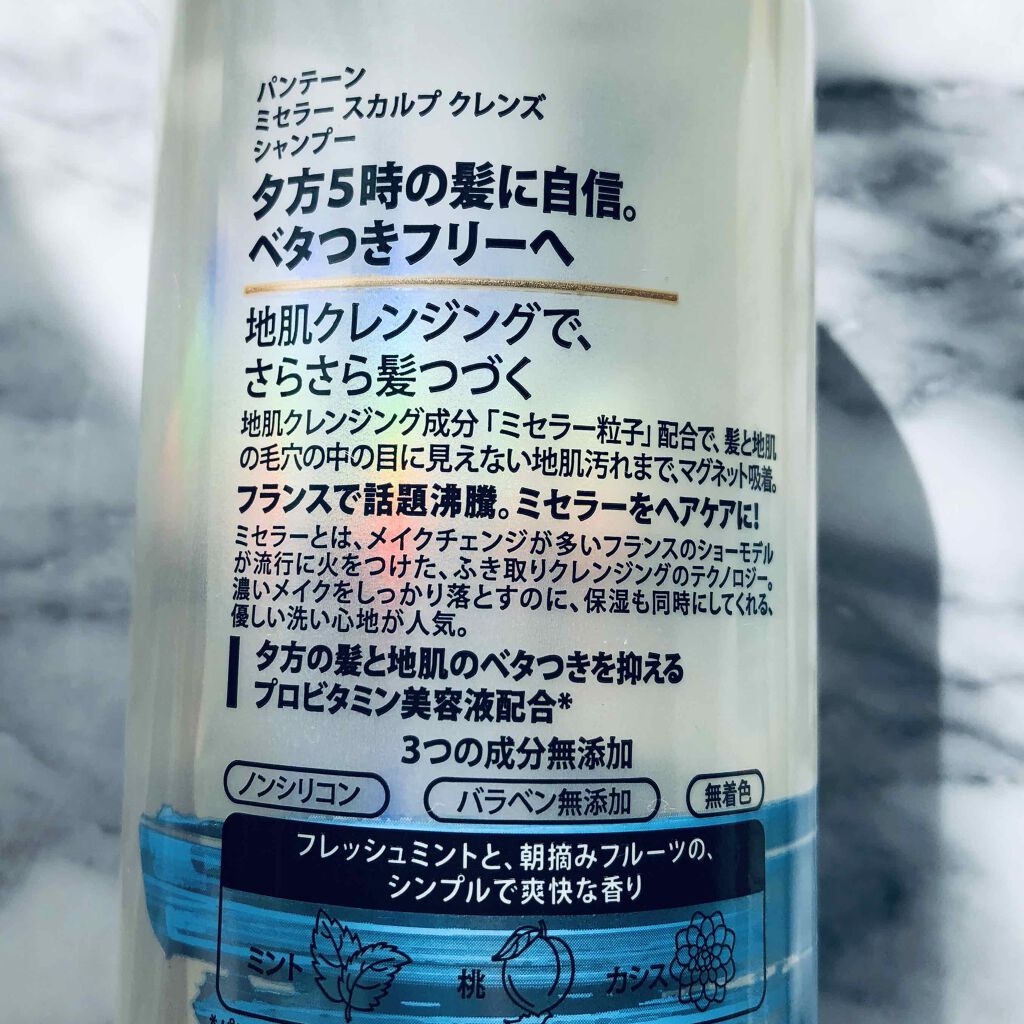 パンテーン
ミセラー スカルプ クレンズ
シャンプー
夕方5時の髪に自信。
ベタつきフリーへ
地肌クレンジングで、
さらさら髪つづく
地肌クレンジング成分「ミセラー粒子」配合で、髪と地肌
の毛穴の中の目に見えない地肌汚れまで、マグネット吸着。
フランスで話題沸騰。ミセラーをヘアケアに!
ミセラーとは、メイクチェンジが多いフランスのショーモデル
が流行に火をつけた、ふき取りクレンジングのテクノロジー。
濃いメイクをしっかり落とすのに、保湿も同時にしてくれる、
優しい洗い心地が人気。
夕方の髪と地肌のベタつきを抑える
プロビタミン美容液配合*
3つの成分無添加
ノンシリコン パラベン無添加 無着色
フレッシュミントと、朝摘みフルーツの、
シンプルで爽快な香り
ミント 桃 カシス